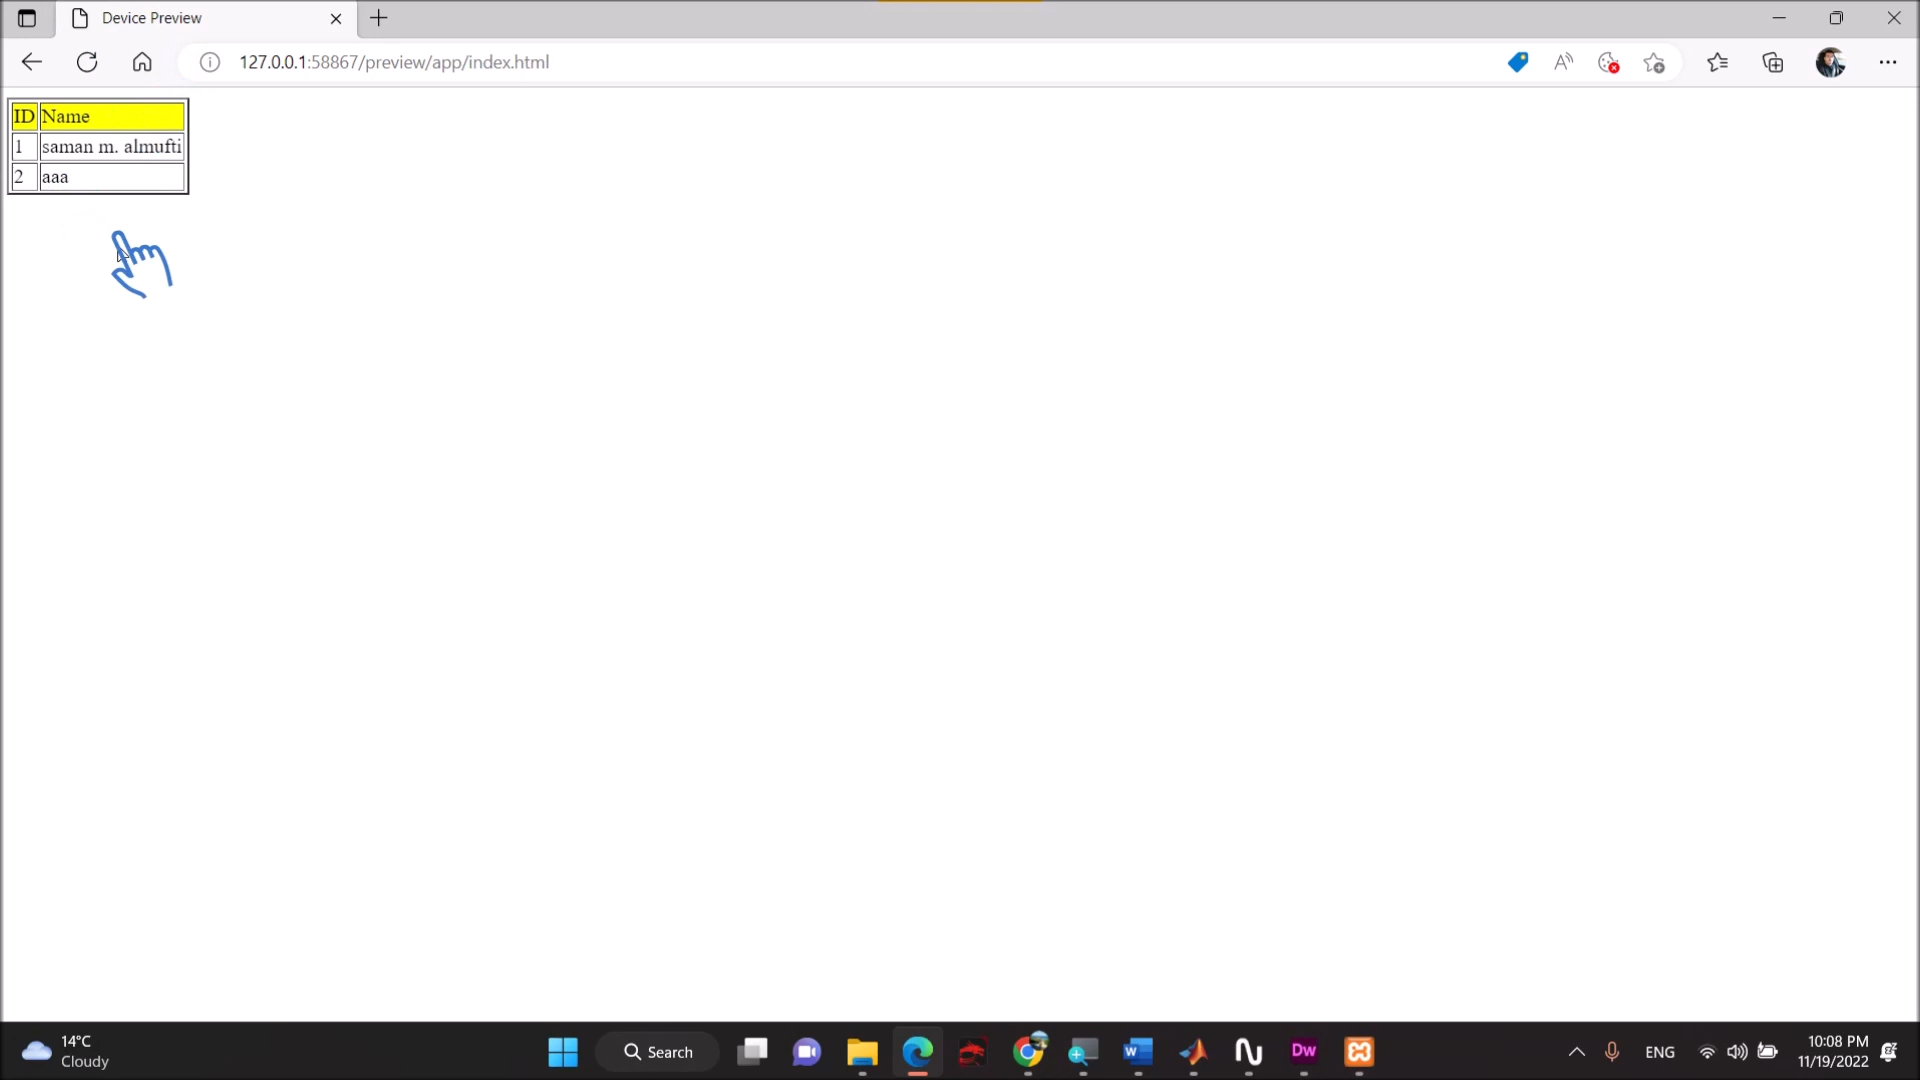 Device Preview
127.0.0.1:58867/preview/app/index.html
ID Name
1 saman m. almufti
2 aaa
14°C
Cloudy
Search
W
Dw
ENG
10:08 PM
11/19/2022